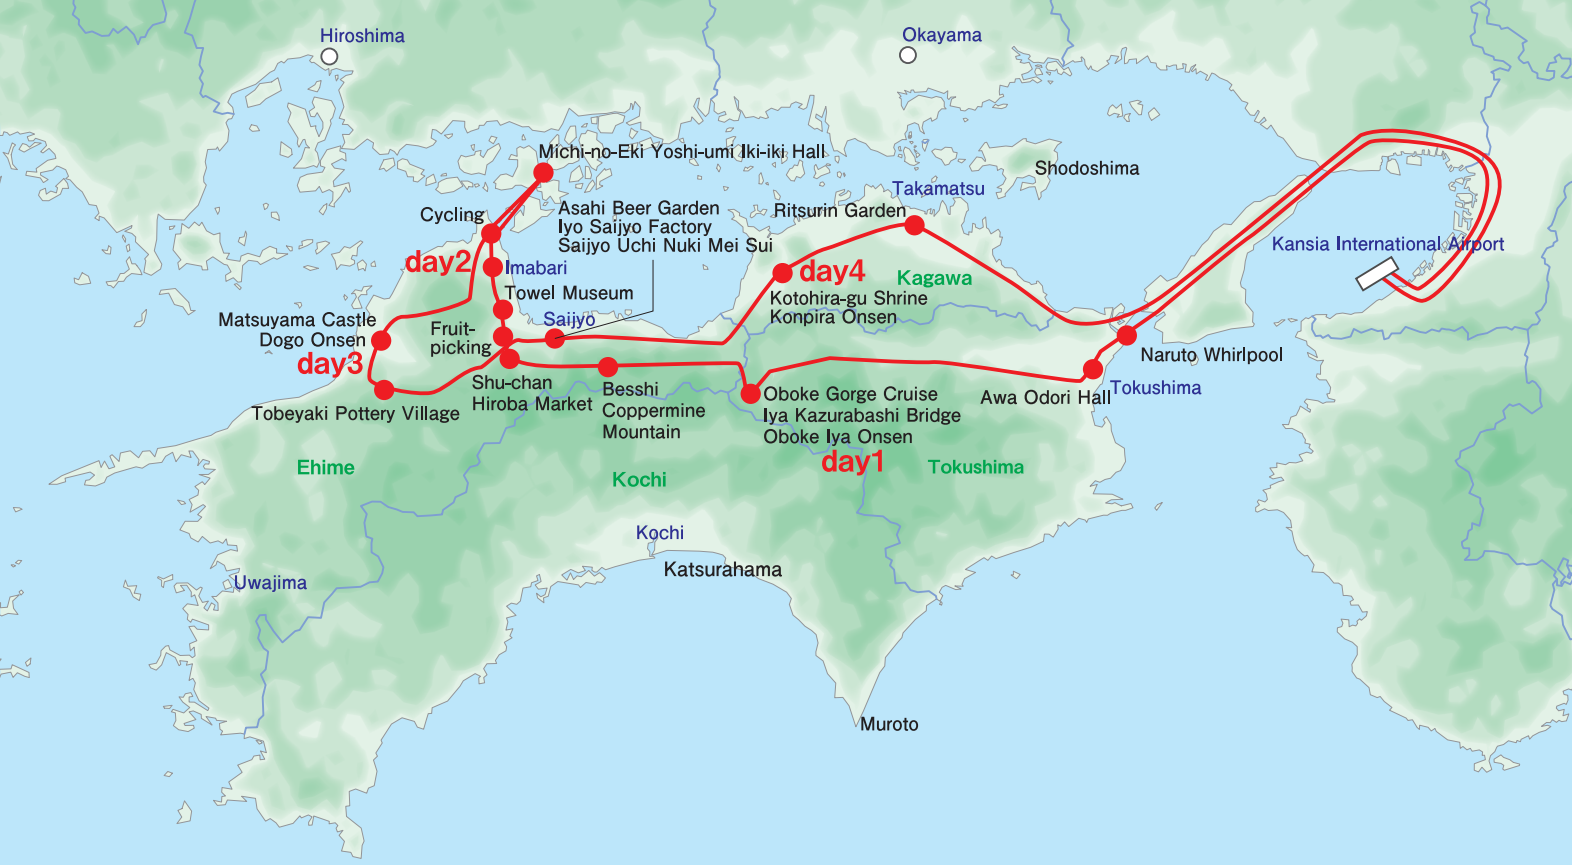 Hiroshima
Okayama
Michi-no-Eki Yoshi-umi Iki-iki Hall
Shodoshima
Takamatsu
Cycling
Asahi Beer Garden
Iyo Saijyo Factory
Saijyo Uchi Nuki Mei Sui
Ritsurin Garden
Kansia International Airport
day2
Imabari
day4
Kagawa
Towel Museum
Kotohira-gu Shrine
Konpira Onsen
Matsuyama Castle
Dogo Onsen
day3
Fruit-
picking
Saijyo
Naruto Whirlpool
Shu-chan
Hiroba Market
Besshi
Coppermine
Mountain
Oboke Gorge Cruise
Iya Kazurabashi Bridge
Oboke Iya Onsen
day1
Awa Odori Hall
Tokushima
Tobeyaki Pottery Village
Ehime
Kochi
Tokushima
Kochi
Katsurahama
Uwajima
Muroto